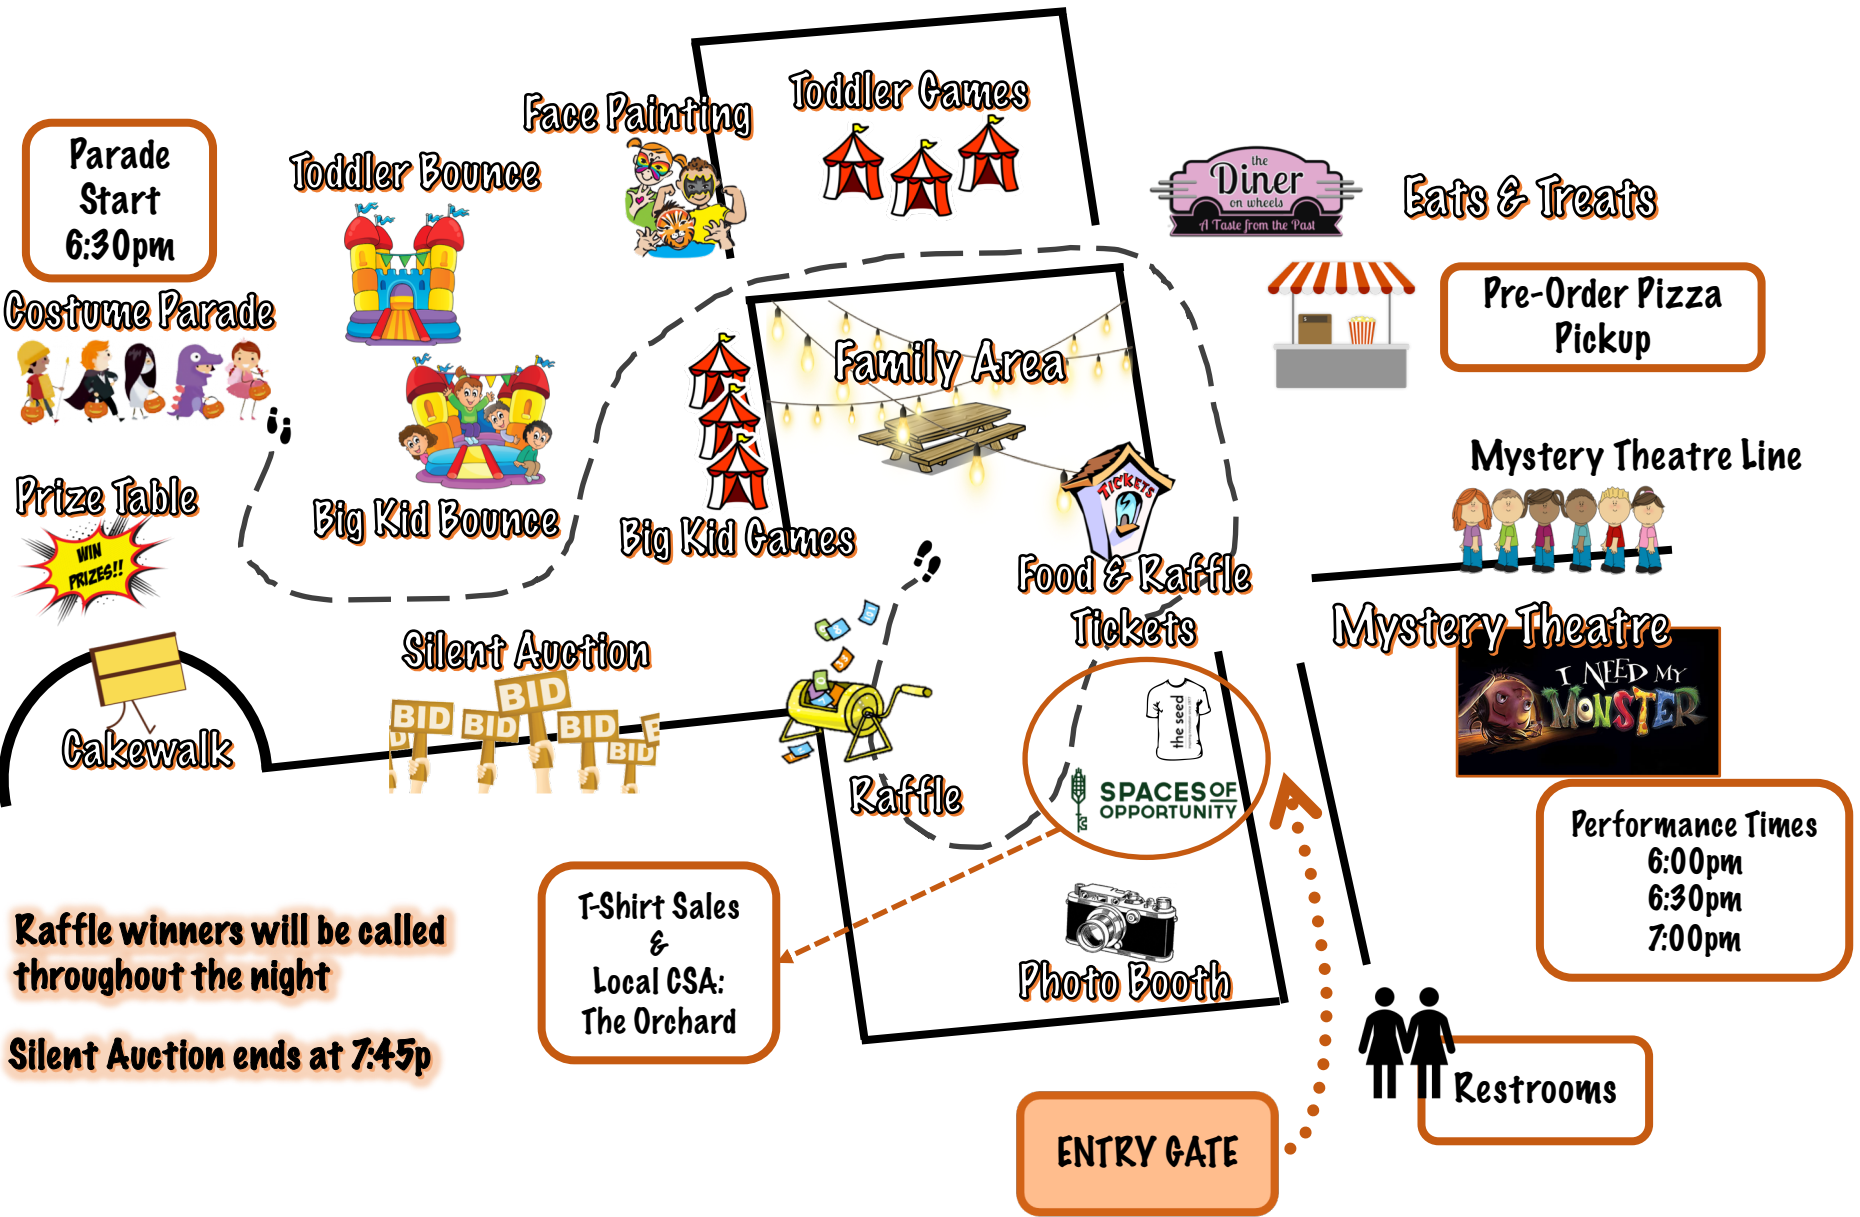 Toddler Games
Face Painting
Parade
Start
6:30pm
Toddler Bounce
the
Diner
on wheels
A Taste from the Past
Eats & Treats
Pre-Order Pizza
Pickup
Costume Parade
Family Area
Mystery Theatre Line
TICKETS
Prize Table
WIN
PRIZES!!
Big Kid Bounce
Big Kid Games
Food & Raffle
Tickets
Mystery Theatre
I NEED MY
MONSTER
Silent Auction
BID
BID
BID
BID
BID
the seed
SPACES OF
OPPORTUNITY
Cakewalk
Raffle
Performance Times
6:00pm
6:30pm
7:00pm
T-Shirt Sales
&
Local CSA:
The Orchard
Photo Booth
Raffle winners will be called
throughout the night
Silent Auction ends at 7:45p
Restrooms
ENTRY GATE